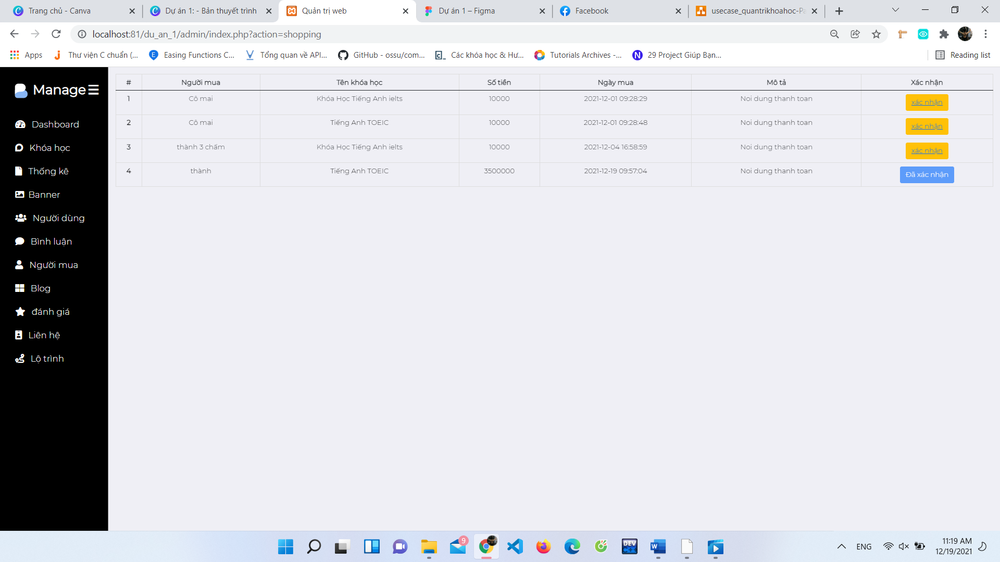 Trang chủ - Canva
Dự án 1: - Bản thuyết trình
Quản trị web
Dự án 1 – Figma
Facebook
usecase_quantrikhoahoc-Pa
localhost:81/du_an_1/admin/index.php?action=shopping
Apps
Thư viện C chuẩn (...
Easing Functions C...
Tổng quan về API...
GitHub - ossu/com...
Các khóa học & Hư...
Tutorials Archives -...
29 Project Giúp Bạn...
Reading list
Manage
Dashboard
Khóa học
Thống kê
Banner
Người dùng
Bình luận
Người mua
Blog
đánh giá
Liên hệ
Lộ trình
# Người mua Tên khóa học Số tiền Ngày mua Mô tả Xác nhận
1 Cô mai Khóa Học Tiếng Anh ielts 10000 2021-12-01 09:28:29 Noi dung thanh toan xác nhận
2 Cô mai Tiếng Anh TOEIC 10000 2021-12-01 09:28:48 Noi dung thanh toan xác nhận
3 thành 3 chấm Khóa Học Tiếng Anh ielts 10000 2021-12-04 16:58:59 Noi dung thanh toan xác nhận
4 thành Tiếng Anh TOEIC 3500000 2021-12-19 09:57:04 Noi dung thanh toan Đã xác nhận
9
DEV
ENG
11:19 AM
12/19/2021